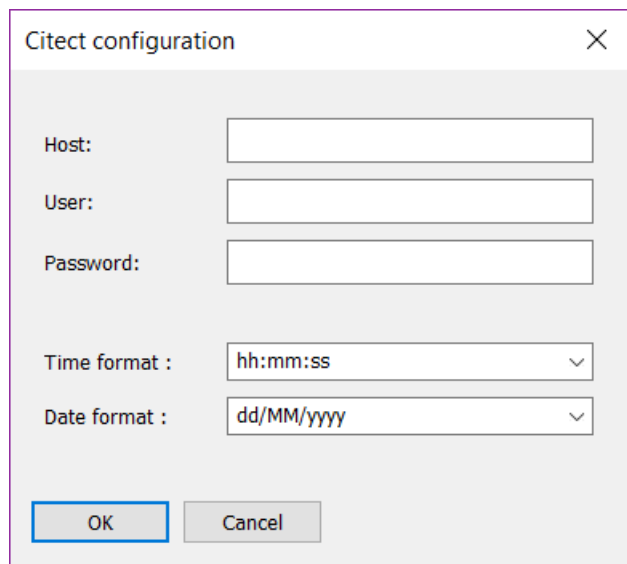 Citect configuration
Host:
User:
Password:
Time format : hh:mm:ss
Date format : dd/MM/yyyy
OK Cancel